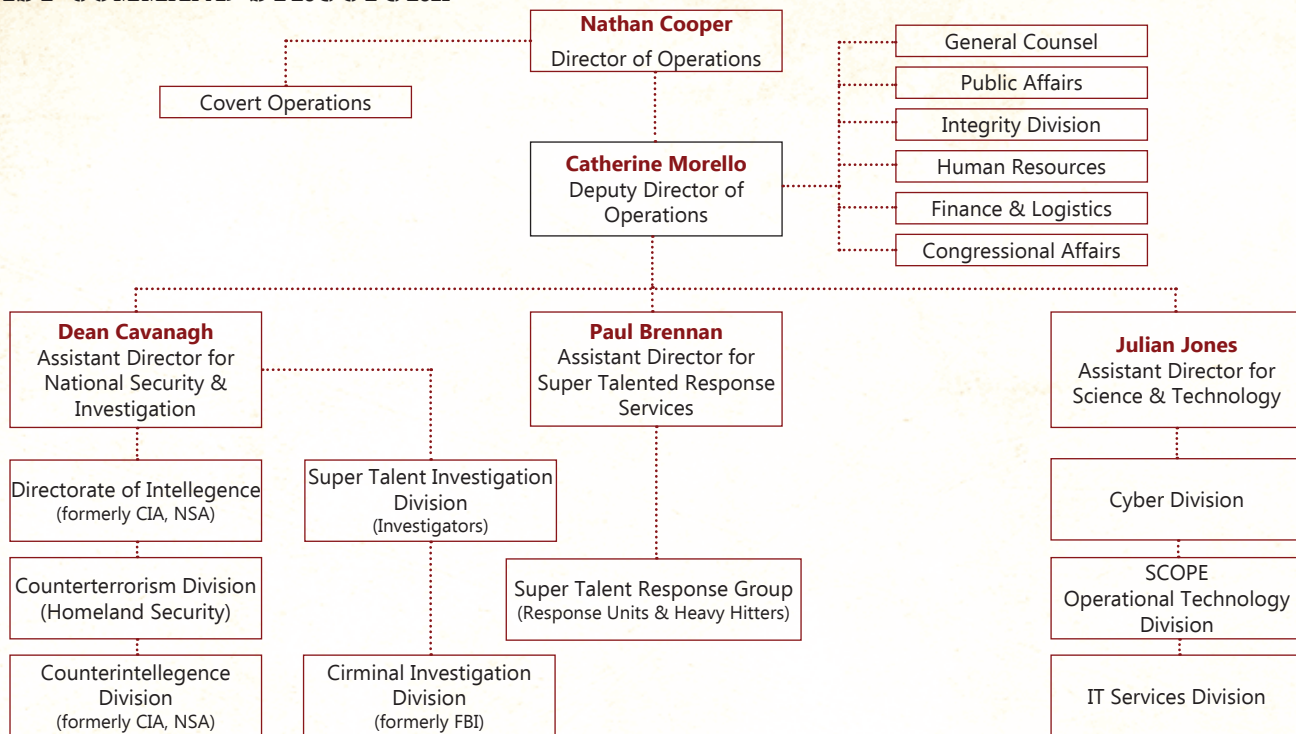 Nathan Cooper
Director of Operations
Covert Operations
General Counsel
Public Affairs
Integrity Division
Human Resources
Finance & Logistics
Congressional Affairs
Catherine Morello
Deputy Director of
Operations
Dean Cavanagh
Assistant Director for
National Security &
Investigation
Paul Brennan
Assistant Director for
Super Talented Response
Services
Julian Jones
Assistant Director for
Science & Technology
Directorate of Intellegence
(formerly CIA, NSA)
Counterterrorism Division
(Homeland Security)
Counterintellegence
Division
(formerly CIA, NSA)
Super Talent Investigation
Division
(Investigators)
Cirminal Investigation
Division
(formerly FBI)
Super Talent Response Group
(Response Units & Heavy Hitters)
Cyber Division
SCOPE
Operational Technology
Division
IT Services Division